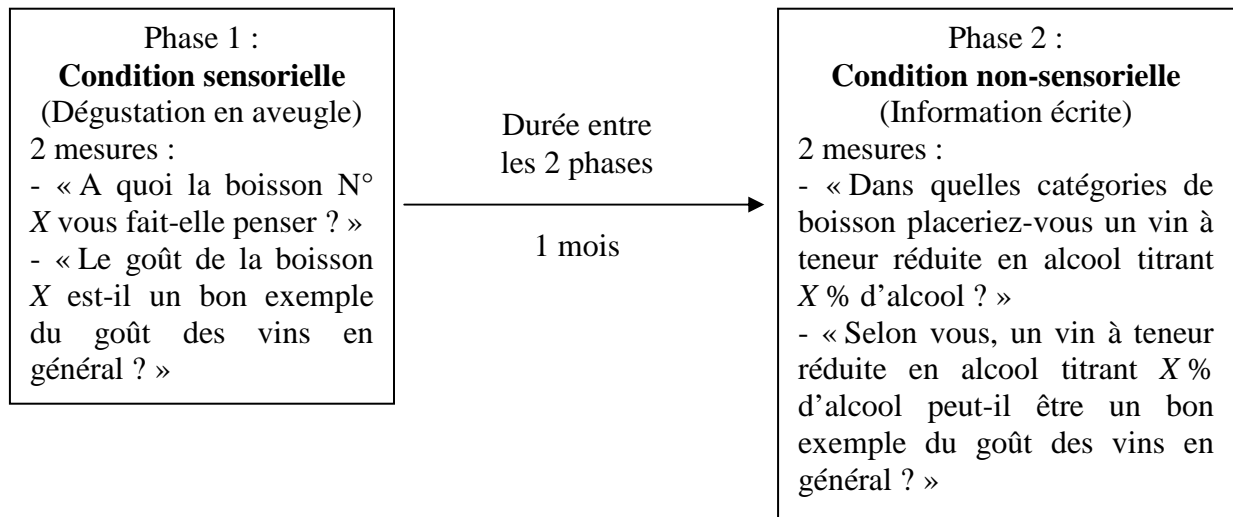 Phase 1 :
Condition sensorielle
(Dégustation en aveugle)
2 mesures :
- « A quoi la boisson N°
X vous fait-elle penser ? »
- « Le goût de la boisson
X est-il un bon exemple
du goût des vins en
général ? »
Durée entre
les 2 phases
1 mois
Phase 2 :
Condition non-sensorielle
(Information écrite)
2 mesures :
- « Dans quelles catégories de
boisson placeriez-vous un vin à
teneur réduite en alcool titrant
X % d’alcool ? »
- « Selon vous, un vin à teneur
réduite en alcool titrant X %
d’alcool peut-il être un bon
exemple du goût des vins en
général ? »